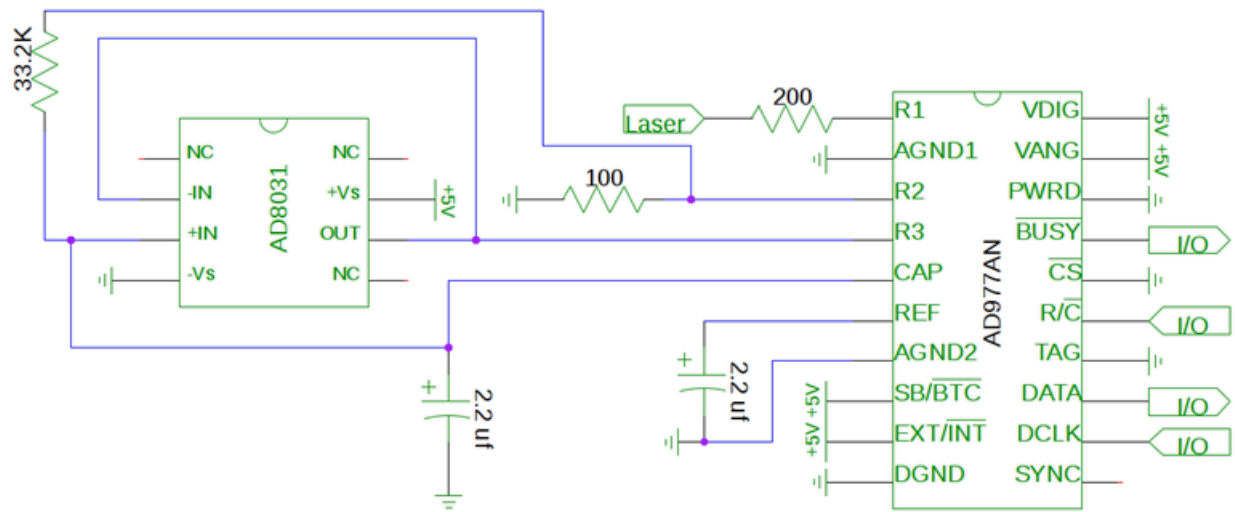 33.2K
NC
-IN
+IN
-Vs
AD8031
NC
+Vs
OUT
NC
+5V
2.2 uf
Laser
200
100
2.2 uf
+5V +5V
R1
AGND1
R2
R3
CAP
REF
AGND2
SB/BTC
EXT/INT
DGND
AD977AN
VDIG
VANG
PWRD
BUSY
CS
R/C
TAG
DATA
DCLK
SYNC
+5V +5V
I/O
I/O
I/O
I/O